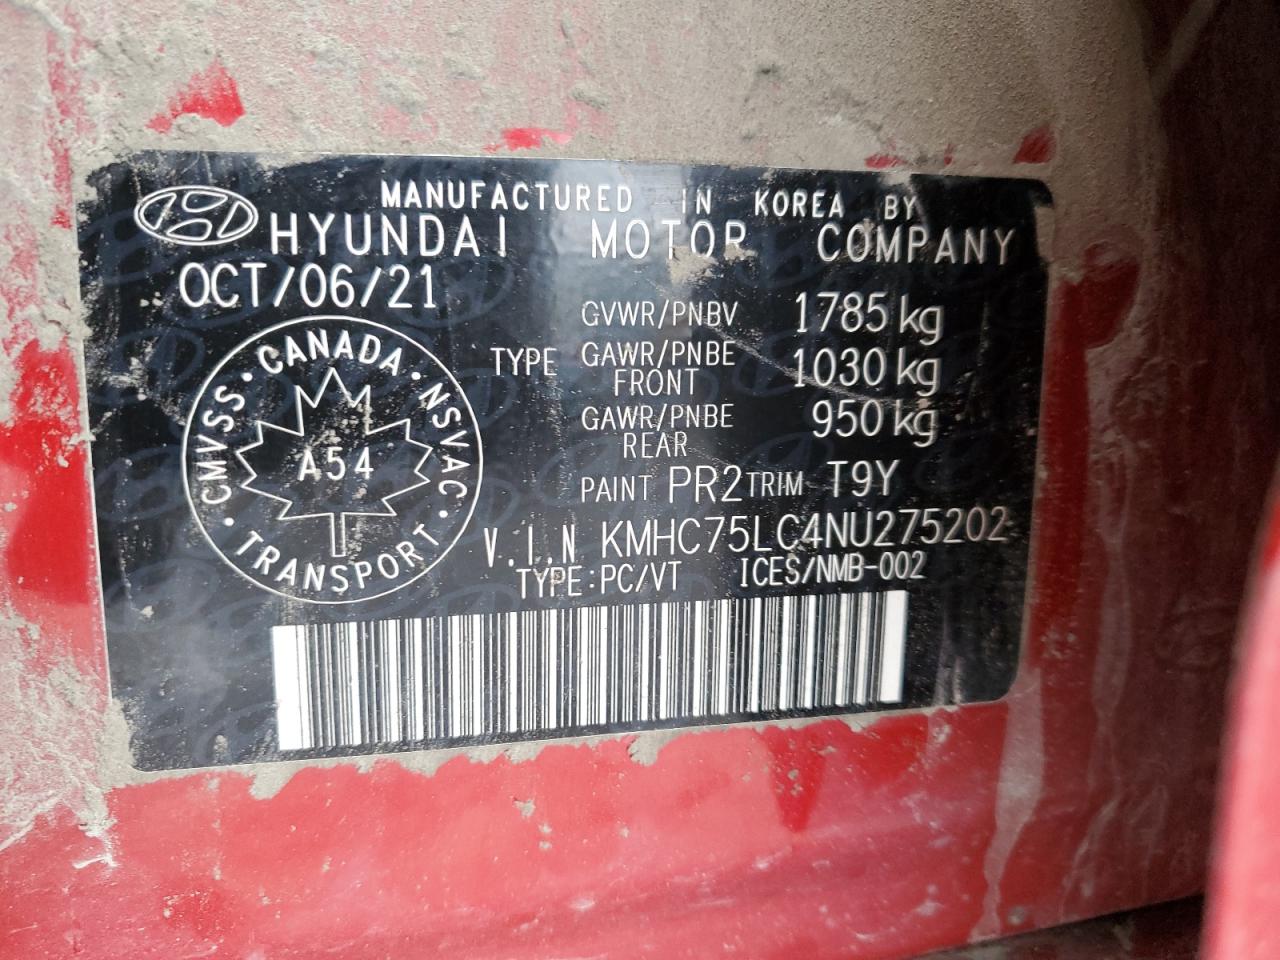 MANUFACTURED IN KOREA BY
HYUNDAI MOTOR COMPANY
OCT/06/21
GVWR/PNBV 1785 kg
TYPE GAWR/PNBE FRONT 1030 kg
GAWR/PNBE REAR 950 kg
PAINT PR2 TRIM T9Y
V.I.N KMHC75LC4NU275202
TYPE:PC/VT ICES/NMB-002
CMVSS · CANADA · NSVAC · TRANSPORT ·
A54